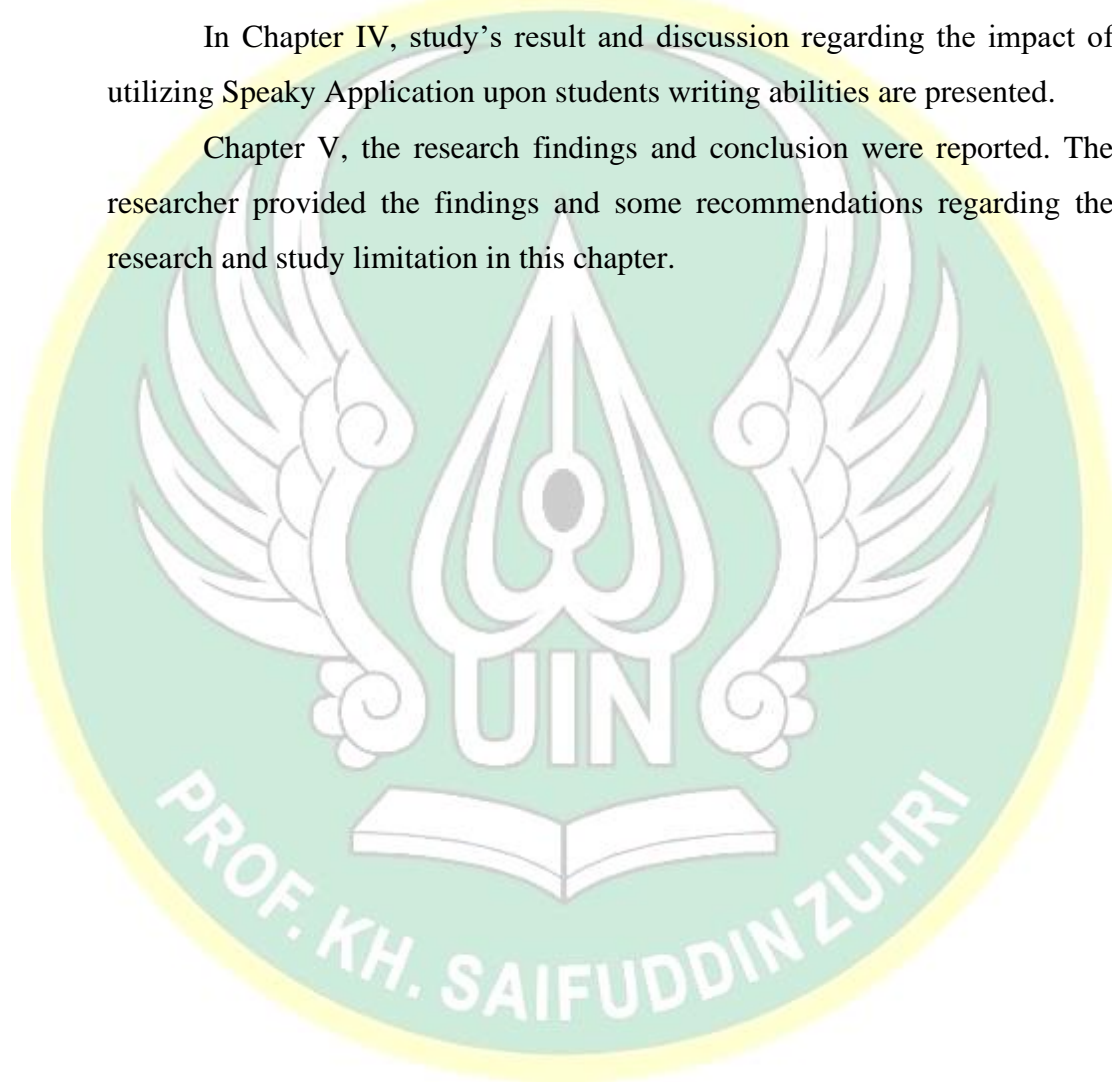 In Chapter IV, study’s result and discussion regarding the impact of
utilizing Speaky Application upon students writing abilities are presented.
Chapter V, the research findings and conclusion were reported. The
researcher provided the findings and some recommendations regarding the
research and study limitation in this chapter.
UIN
PROF. KH. SAIFUDDIN ZUHRI